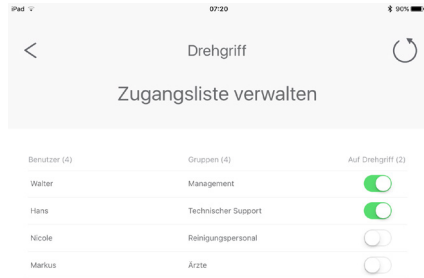 iPad 07:20 90%
Drehgriff
Zugangsliste verwalten
Benutzer (4) Gruppen (4) Auf Drehgriff (2)
Walter Management
Hans Technischer Support
Nicole Reinigungspersonal
Markus Ärzte